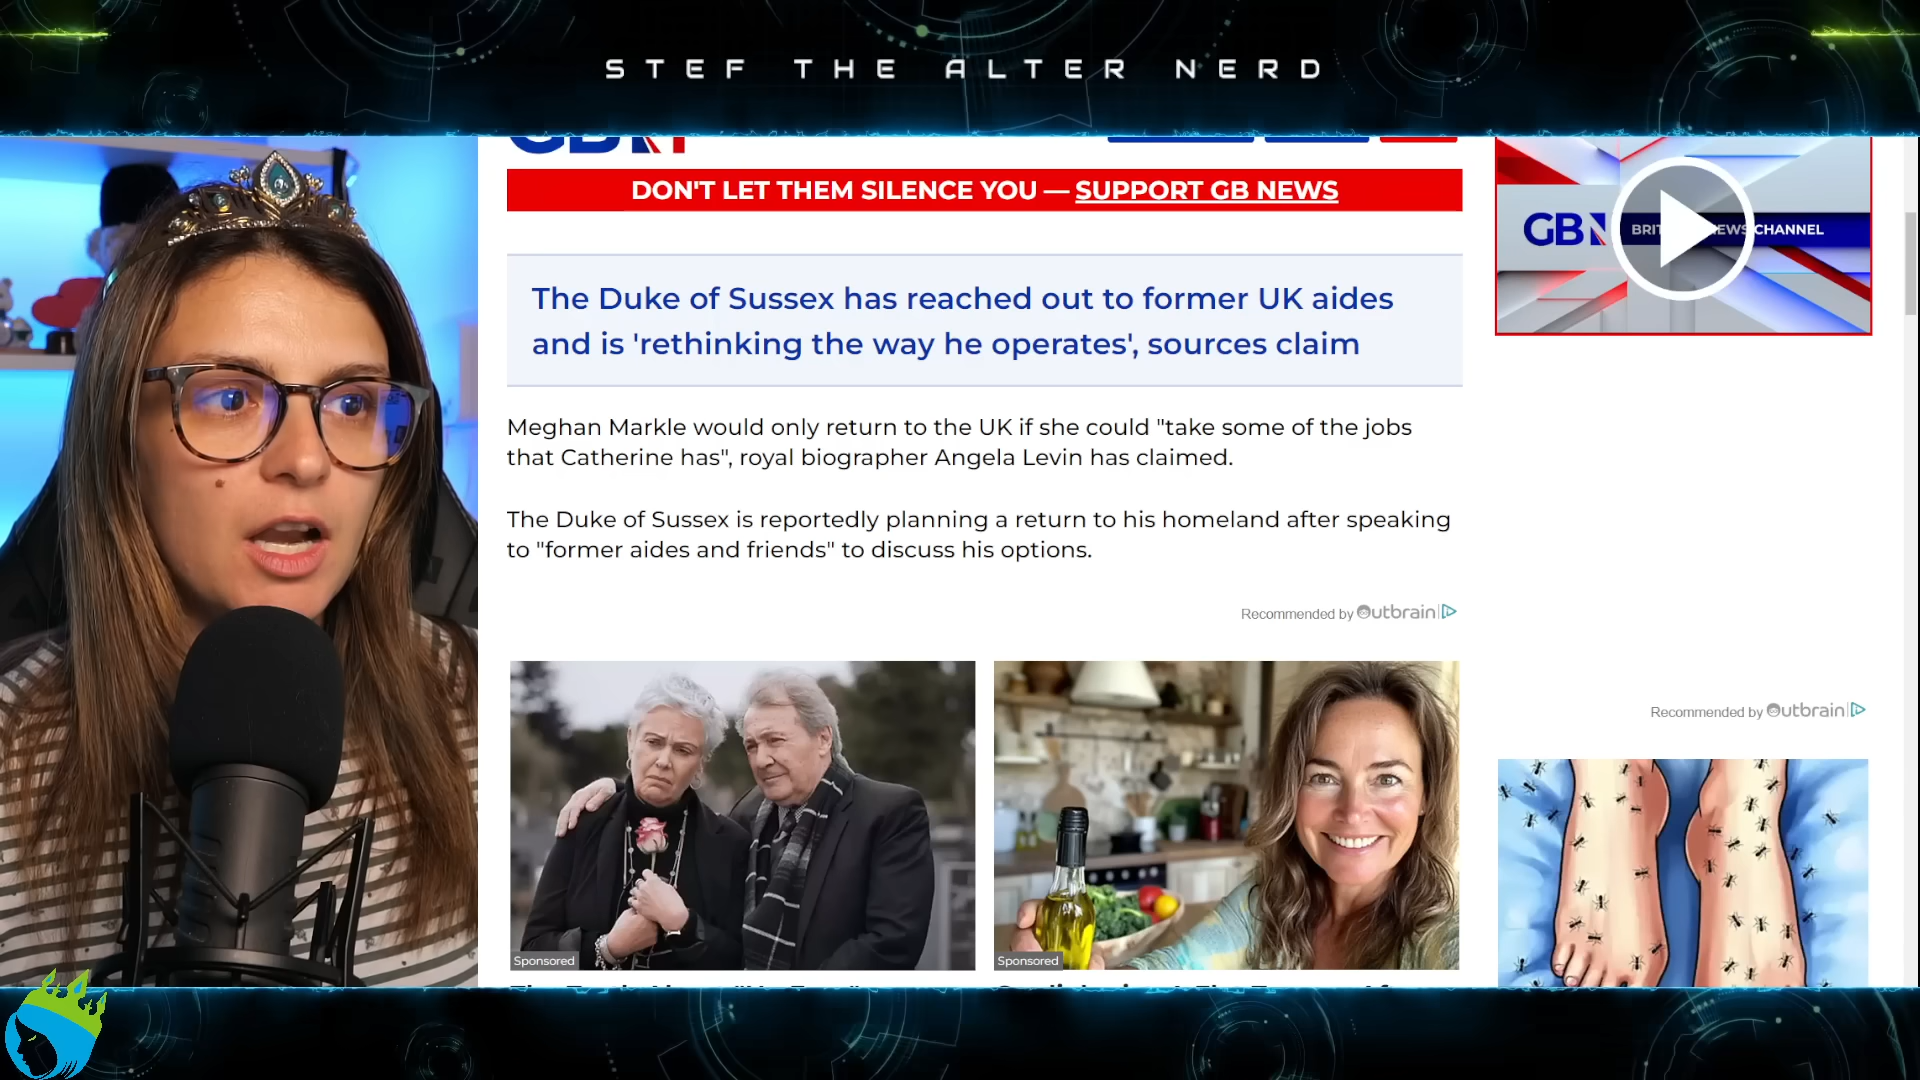 STEF THE ALTER NERD
DON'T LET THEM SILENCE YOU — SUPPORT GB NEWS
The Duke of Sussex has reached out to former UK aides
and is 'rethinking the way he operates', sources claim
Meghan Markle would only return to the UK if she could "take some of the jobs
that Catherine has", royal biographer Angela Levin has claimed.
The Duke of Sussex is reportedly planning a return to his homeland after speaking
to "former aides and friends" to discuss his options.
Recommended by Outbrain
Sponsored
Sponsored
GBN
CHANNEL
Recommended by Outbrain